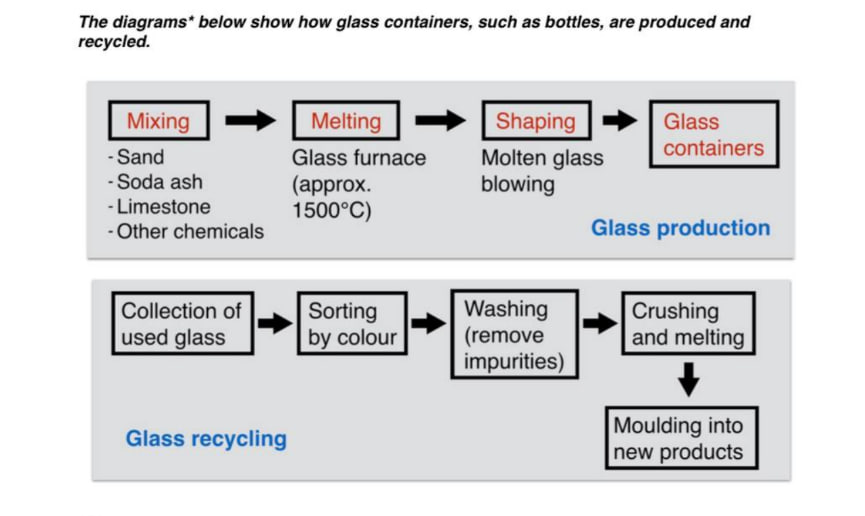 The diagrams* below show how glass containers, such as bottles, are produced and
recycled.
Mixing
- Sand
- Soda ash
- Limestone
- Other chemicals
Melting
Glass furnace
(approx.
1500°C)
Shaping
Molten glass
blowing
Glass
containers
Glass production
Collection of
used glass
Sorting
by colour
Washing
(remove
impurities)
Crushing
and melting
Moulding into
new products
Glass recycling